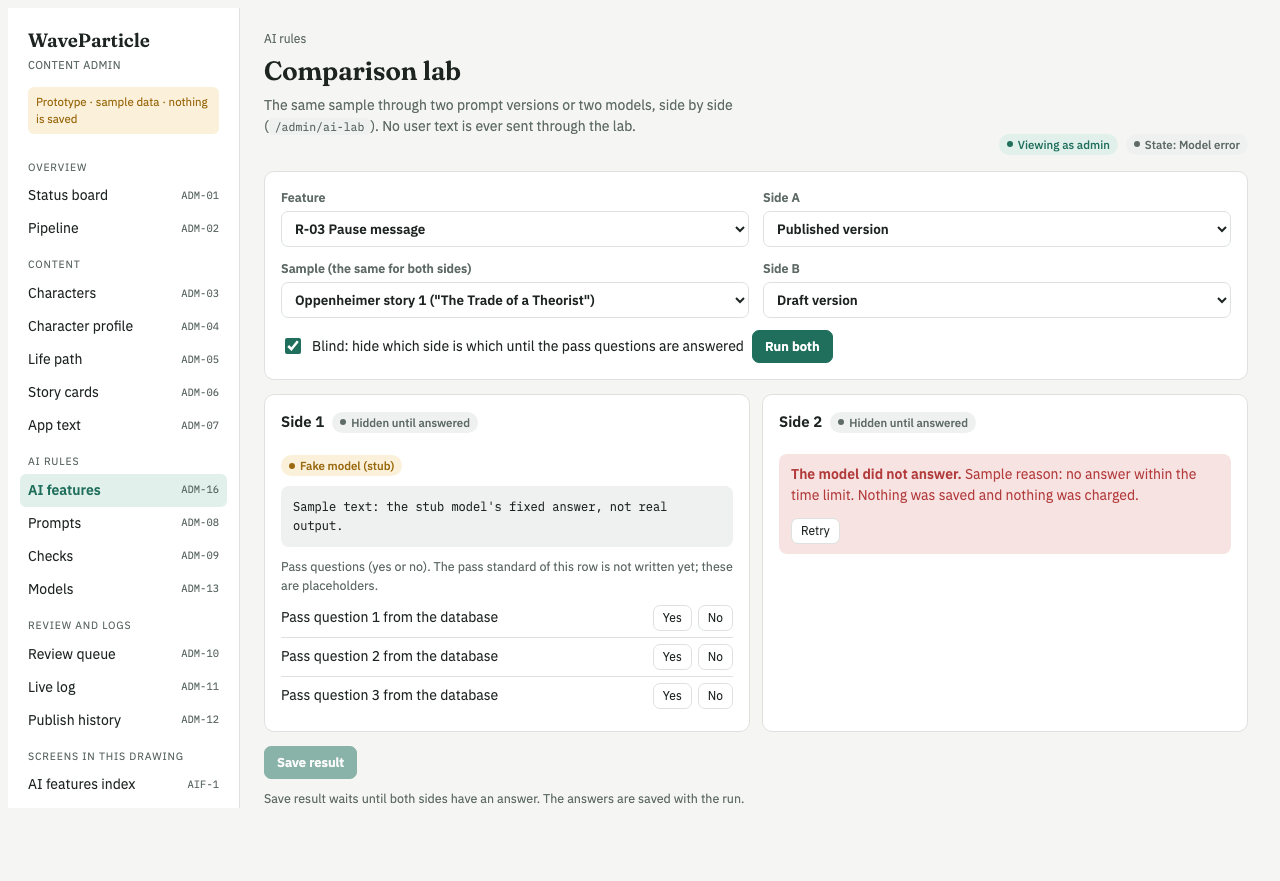 WaveParticle
CONTENT ADMIN
Prototype · sample data · nothing
is saved
OVERVIEW
Status board ADM-01
Pipeline ADM-02
CONTENT
Characters ADM-03
Character profile ADM-04
Life path ADM-05
Story cards ADM-06
App text ADM-07
AI RULES
AI features ADM-16
Prompts ADM-08
Checks ADM-09
Models ADM-13
REVIEW AND LOGS
Review queue ADM-10
Live log ADM-11
Publish history ADM-12
SCREENS IN THIS DRAWING
AI features index AIF-1
AI rules
Comparison lab
The same sample through two prompt versions or two models, side by side
( /admin/ai-lab ). No user text is ever sent through the lab.
Viewing as admin
State: Model error
Feature
R-03 Pause message
Side A
Published version
Sample (the same for both sides)
Oppenheimer story 1 ("The Trade of a Theorist")
Side B
Draft version
Blind: hide which side is which until the pass questions are answered
Run both
Side 1 Hidden until answered
Fake model (stub)
Sample text: the stub model's fixed answer, not real
output.
Pass questions (yes or no). The pass standard of this row is not written yet; these
are placeholders.
Pass question 1 from the database Yes No
Pass question 2 from the database Yes No
Pass question 3 from the database Yes No
Side 2 Hidden until answered
The model did not answer. Sample reason: no answer within the
time limit. Nothing was saved and nothing was charged.
Retry
Save result
Save result waits until both sides have an answer. The answers are saved with the run.